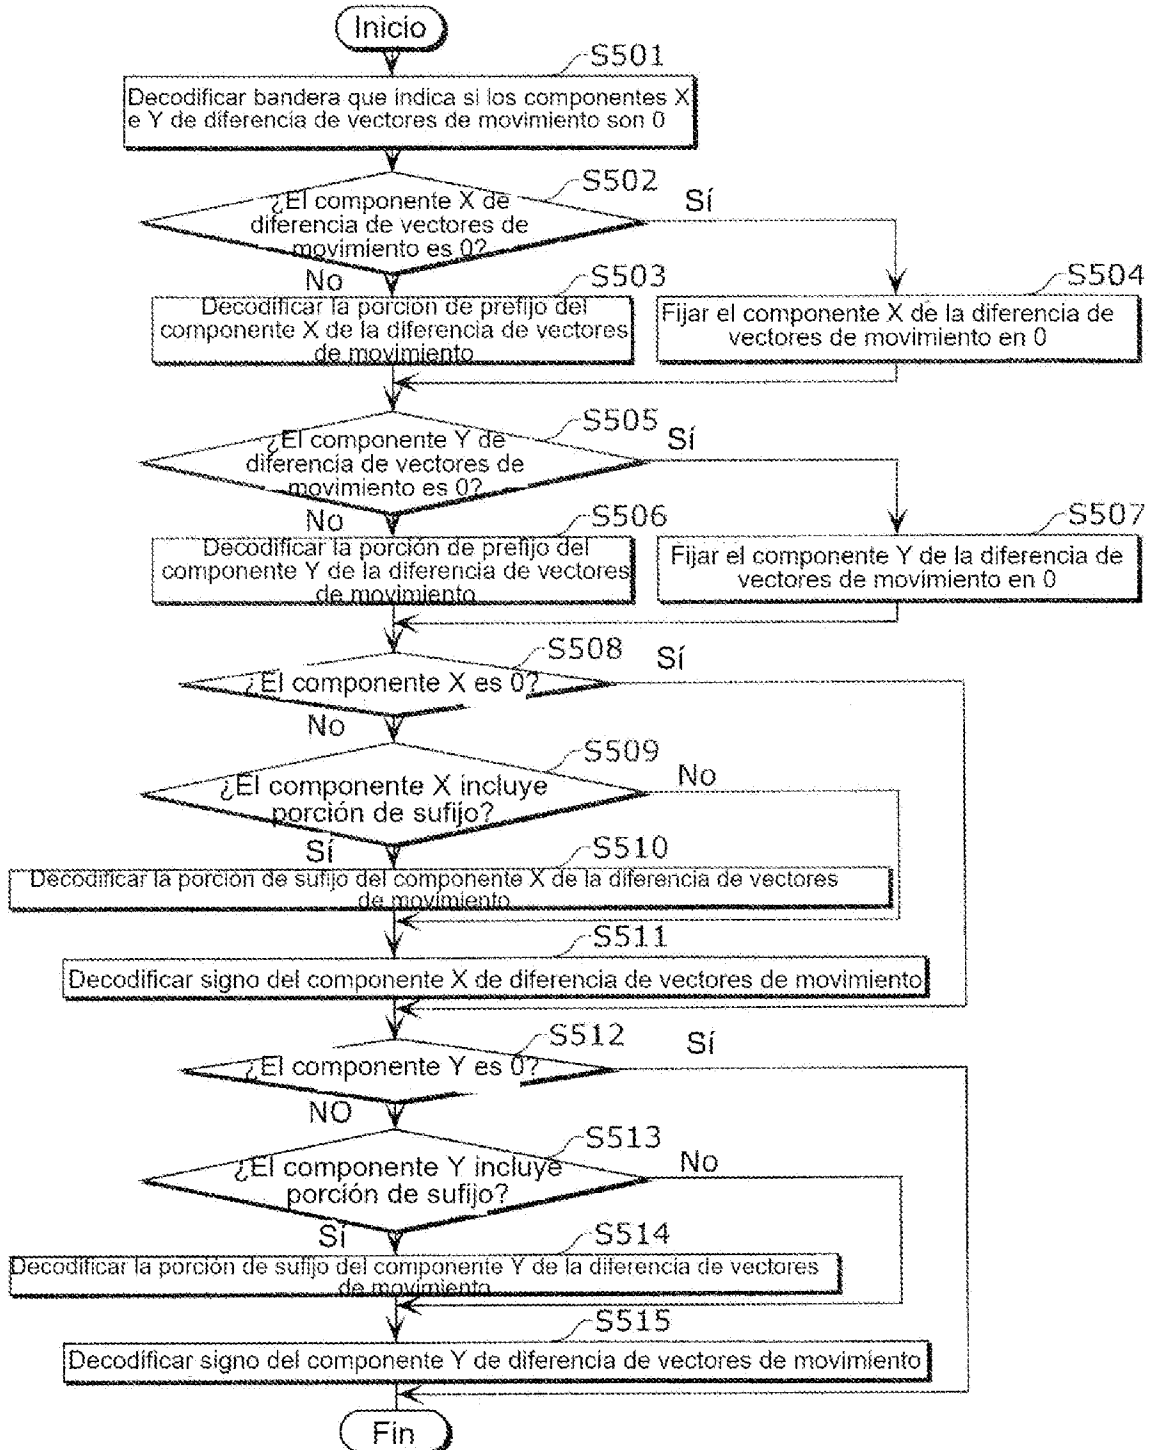 Inicio
S501
Decodificar bandera que indica si los componentes X
e Y de diferencia de vectores de movimiento son 0
S502
¿El componente X de
diferencia de vectores de
movimiento es 0?
Sí
No
S503
Decodificar la porción de prefijo del
componente X de la diferencia de vectores
de movimiento
S504
Fijar el componente X de la diferencia de
vectores de movimiento en 0
S505
¿El componente Y de
diferencia de vectores de
movimiento es 0?
Sí
No
S506
Decodificar la porción de prefijo del
componente Y de la diferencia de vectores
de movimiento
S507
Fijar el componente Y de la diferencia de
vectores de movimiento en 0
S508
¿El componente X es 0?
Sí
No
S509
¿El componente X incluye
porción de sufijo?
No
Sí
S510
Decodificar la porción de sufijo del componente X de la diferencia de vectores
de movimiento
S511
Decodificar signo del componente X de diferencia de vectores de movimiento
S512
¿El componente Y es 0?
Sí
NO
S513
¿El componente Y incluye
porción de sufijo?
No
Sí
S514
Decodificar la porción de sufijo del componente Y de la diferencia de vectores
de movimiento
S515
Decodificar signo del componente Y de diferencia de vectores de movimiento
Fin